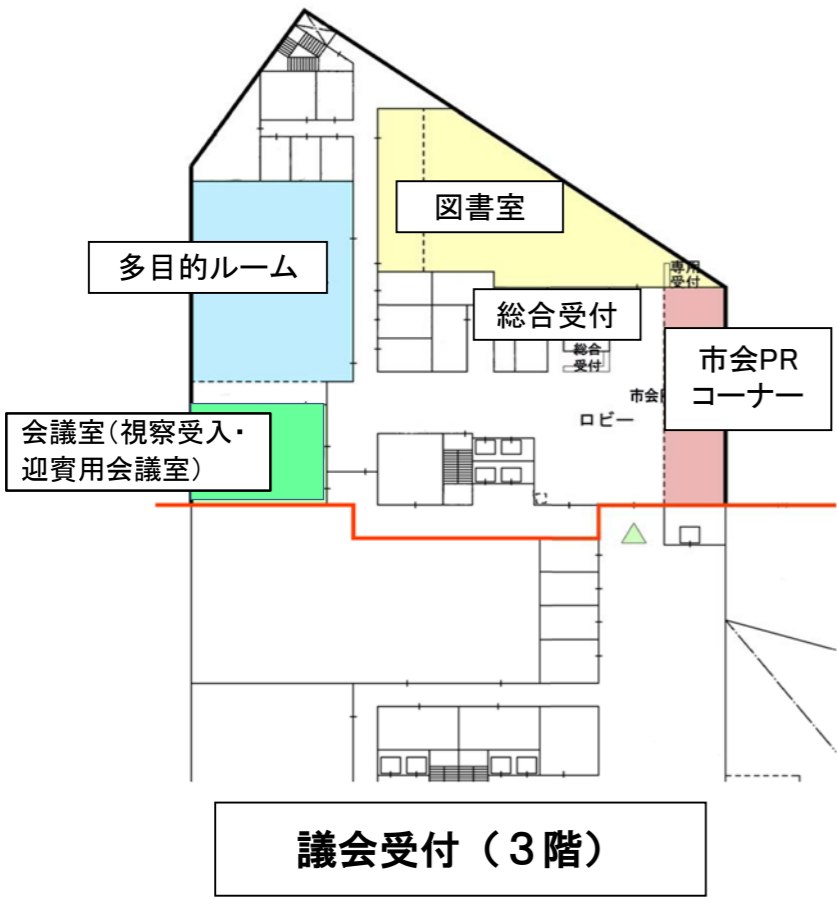 図書室
多目的ルーム
専用
受付
総合受付
総合
受付
市会PR
コーナー
市会
ロビー
会議室（視察受入・
迎賓用会議室）
議会受付（３階）